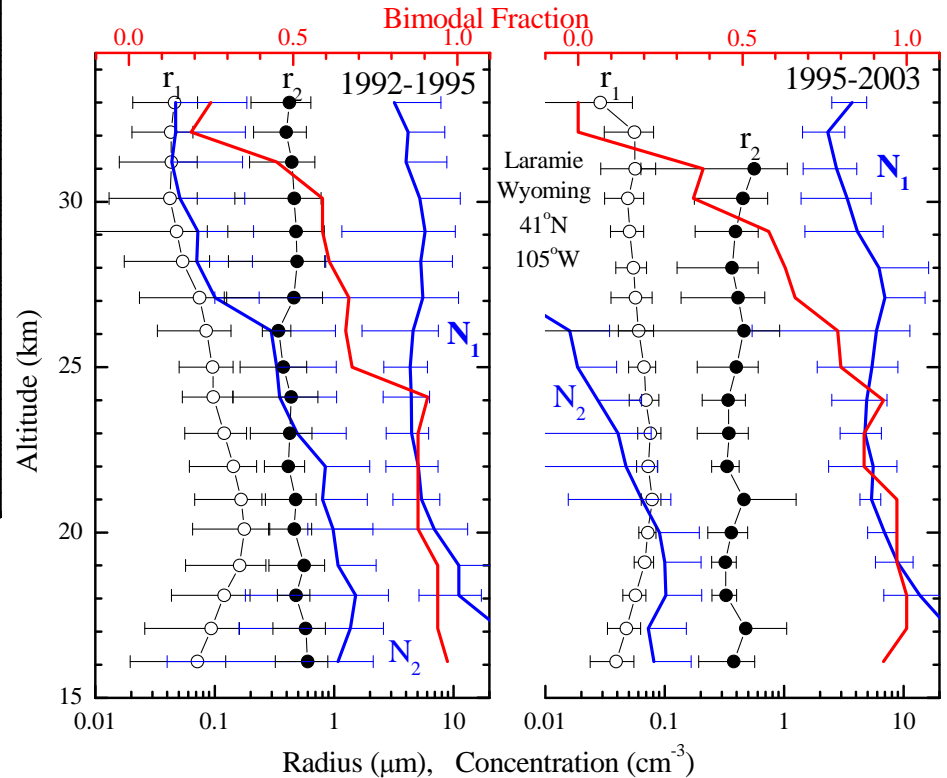 Bimodal Fraction
0.0 0.5 1.0 0.0 0.5 1.0
r1 r2 1992-1995 r1 1995-2003
r2
Laramie
Wyoming
41°N
105°W
N1
N1
N2
N2
Altitude (km)
30
25
20
15
0.01 0.1 1 10 0.01 0.1 1 10
Radius (μm), Concentration (cm-3)